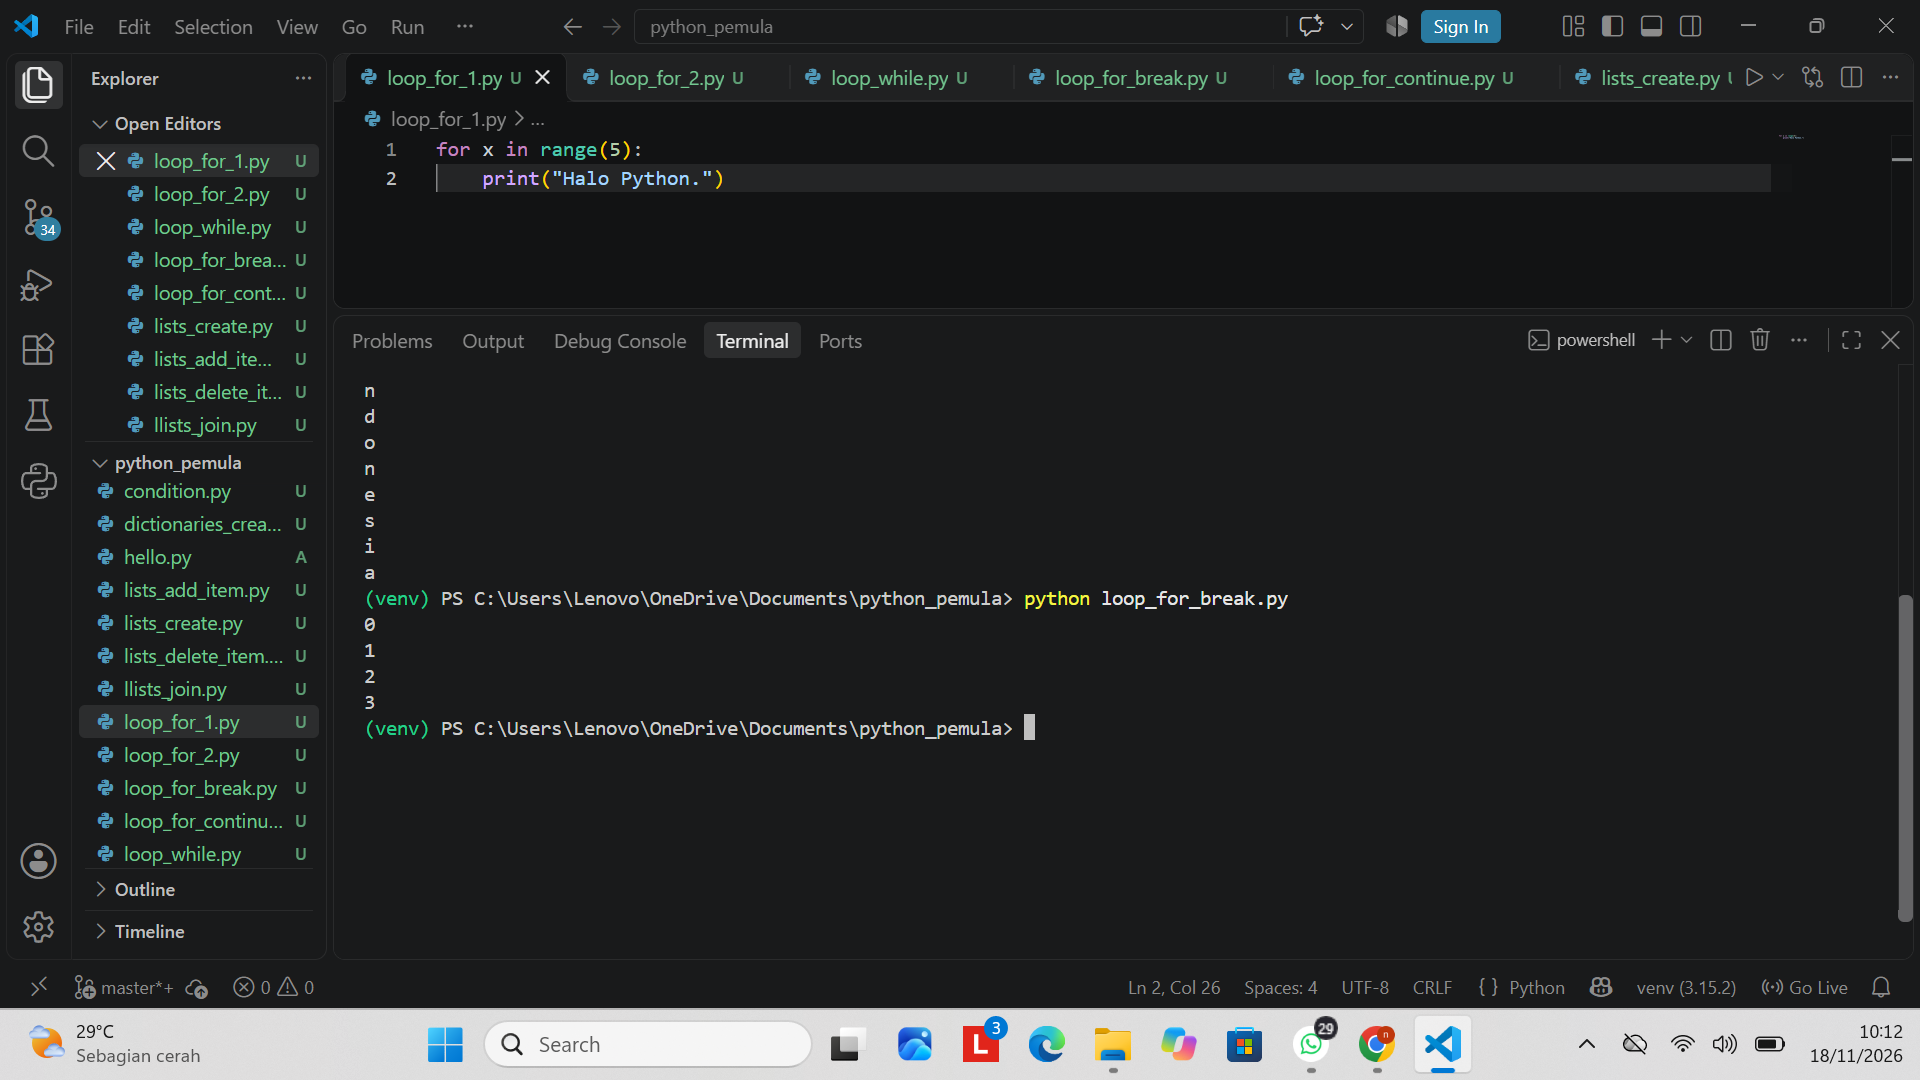 File Edit Selection View Go Run ...
python_pemula
Sign In
Explorer
Open Editors
loop_for_1.py U
loop_for_2.py U
loop_while.py U
loop_for_brea... U
loop_for_cont... U
lists_create.py U
lists_add_ite... U
lists_delete_it... U
llists_join.py U
python_pemula
condition.py U
dictionaries_crea... U
hello.py A
lists_add_item.py U
lists_create.py U
lists_delete_item.... U
llists_join.py U
loop_for_1.py U
loop_for_2.py U
loop_for_break.py U
loop_for_continu... U
loop_while.py U
Outline
Timeline
34
loop_for_1.py U loop_for_2.py U loop_while.py U loop_for_break.py U loop_for_continue.py U lists_create.py U
loop_for_1.py > ...
1 for x in range(5):
2 print("Halo Python.")
Problems Output Debug Console Terminal Ports
powershell
n
d
o
n
e
s
i
a
(venv) PS C:\Users\Lenovo\OneDrive\Documents\python_pemula> python loop_for_break.py
0
1
2
3
(venv) PS C:\Users\Lenovo\OneDrive\Documents\python_pemula>
master*+ 0 0 Ln 2, Col 26 Spaces: 4 UTF-8 CRLF { } Python venv (3.15.2) Go Live
29°C
Sebagian cerah
Search
L 3
29
n
10:12
18/11/2026